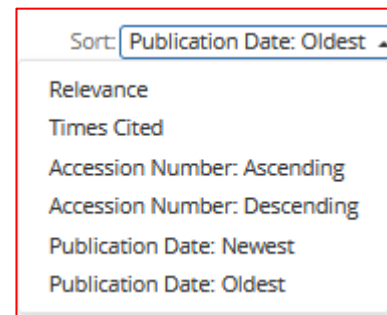 Sort: Publication Date: Oldest
Relevance
Times Cited
Accession Number: Ascending
Accession Number: Descending
Publication Date: Newest
Publication Date: Oldest